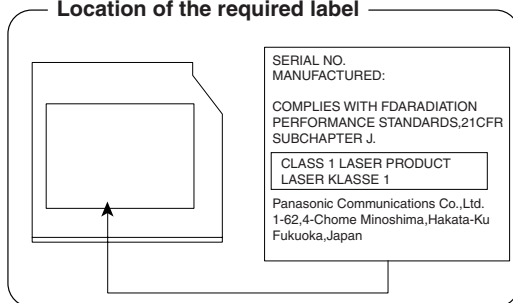 Location of the required label
SERIAL NO.
MANUFACTURED:
COMPLIES WITH FDARADIATION
PERFORMANCE STANDARDS,21CFR
SUBCHAPTER J.
CLASS 1 LASER PRODUCT
LASER KLASSE 1
Panasonic Communications Co.,Ltd.
1-62,4-Chome Minoshima,Hakata-Ku
Fukuoka,Japan